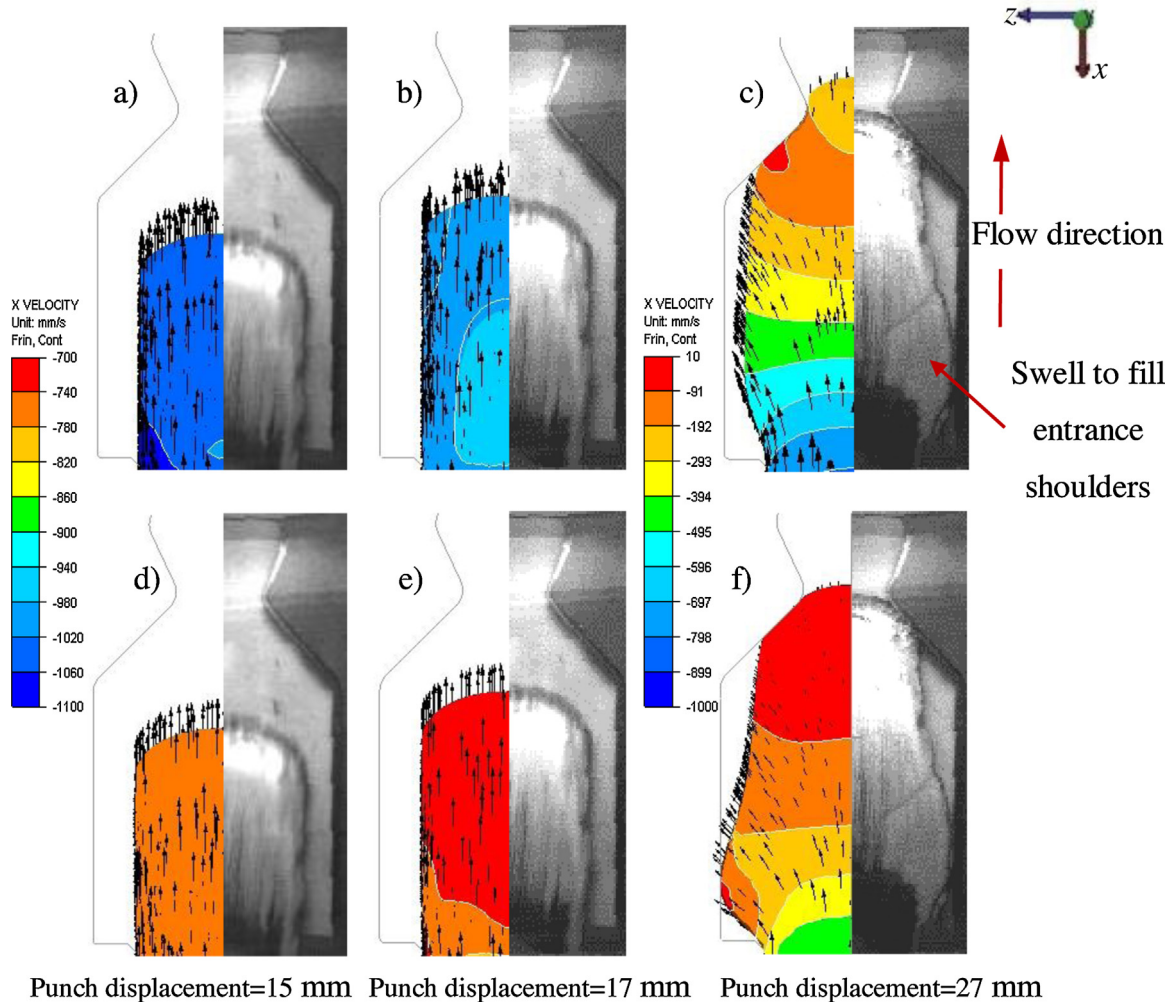 z
x
a)
b)
c)
Flow direction
X VELOCITY
Unit: mm/s
Frin, Cont
-700
-740
-780
-820
-860
-900
-940
-980
-1020
-1060
-1100
X VELOCITY
Unit: mm/s
Frin, Cont
10
-91
-192
-293
-394
-495
-596
-697
-798
-899
-1000
Swell to fill
entrance
shoulders
d)
e)
f)
Punch displacement=15 mm
Punch displacement=17 mm
Punch displacement=27 mm